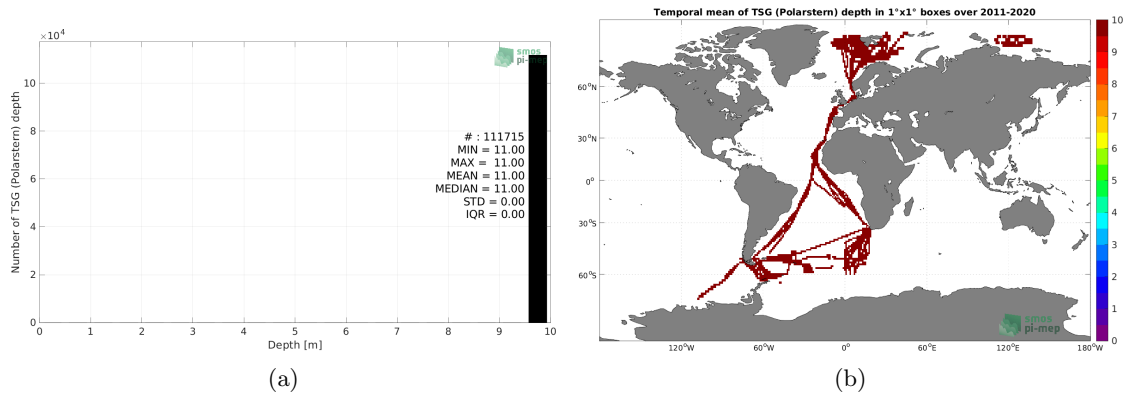 ×10⁴
smos
pi-mep
10
8
6
4
2
0
Number of TSG (Polarstern) depth
# : 111715
MIN = 11.00
MAX = 11.00
MEAN = 11.00
MEDIAN = 11.00
STD = 0.00
IQR = 0.00
0 1 2 3 4 5 6 7 8 9 10
Depth [m]
(a)
Temporal mean of TSG (Polarstern) depth in 1°x1° boxes over 2011-2020
60°N
30°N
0°
30°S
60°S
120°W 60°W 0° 60°E 120°E 180°W
smos
pi-mep
10
9
8
7
6
5
4
3
2
1
0
(b)